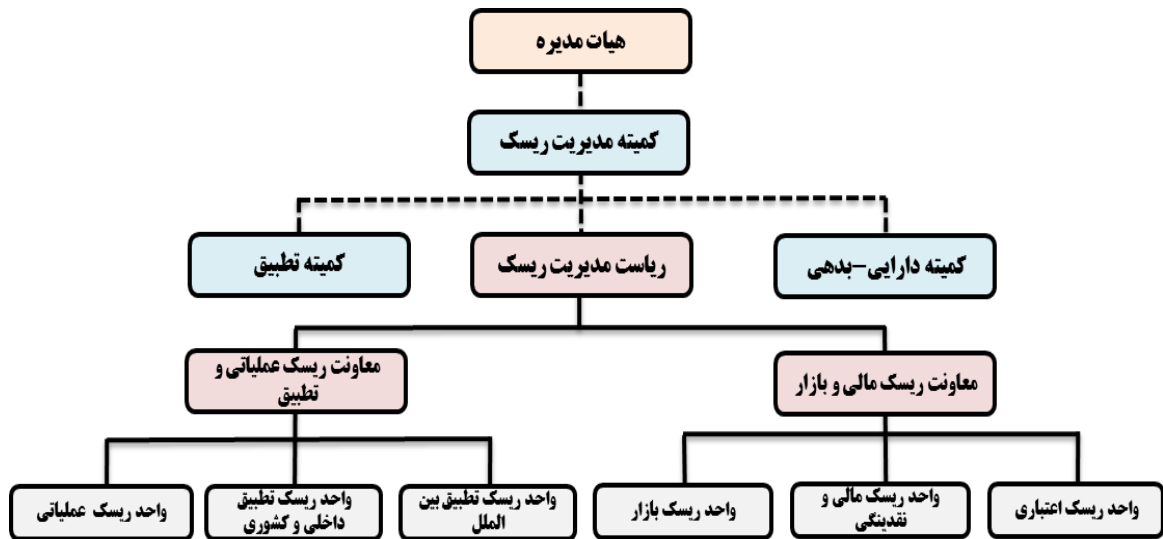 هیات مدیره
کمیته مدیریت ریسک
کمیته دارایی-بدهی
ریاست مدیریت ریسک
کمیته تطبیق
معاونت ریسک مالی و بازار
معاونت ریسک عملیاتی و
تطبیق
واحد ریسک اعتباری
واحد ریسک مالی و
نقدینگی
واحد ریسک بازار
واحد ریسک تطبیق بین
الملل
واحد ریسک تطبیق
داخلی و کشوری
واحد ریسک عملیاتی